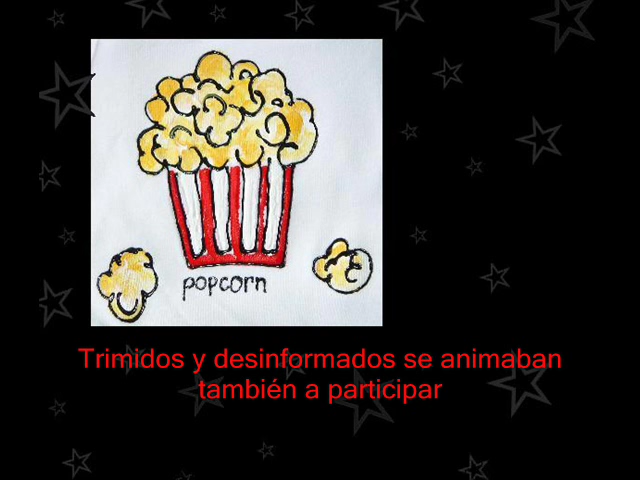 popcorn
Trimidos y desinformados se animaban
también a participar